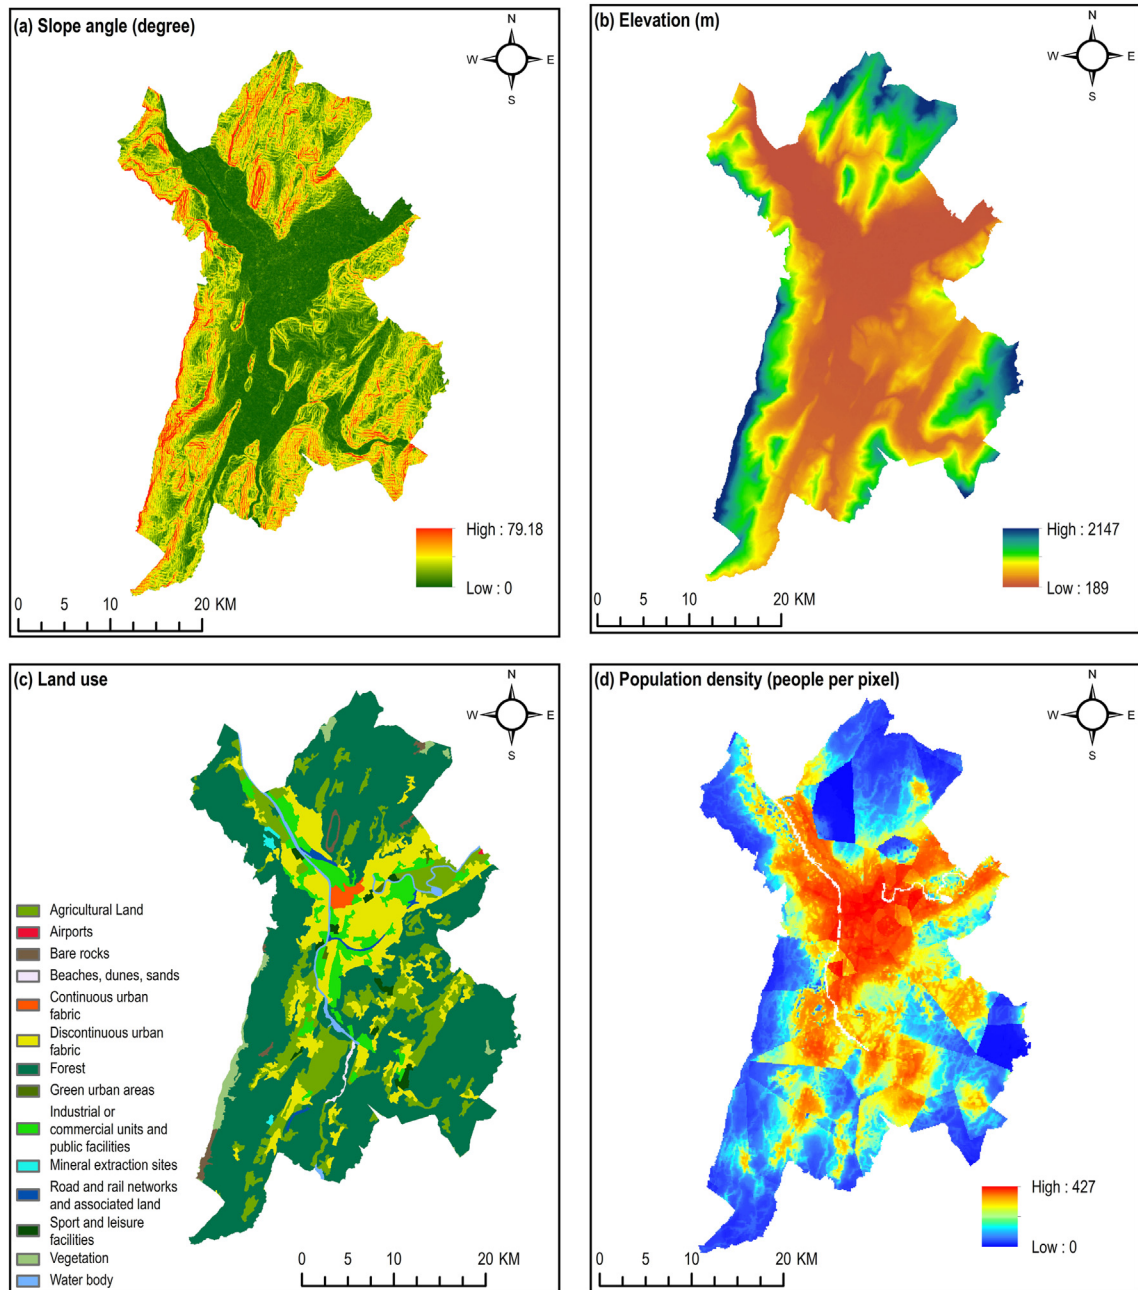 (a) Slope angle (degree)
N
W
E
S
High : 79.18
Low : 0
0 5 10 20 KM
(b) Elevation (m)
N
W
E
S
High : 2147
Low : 189
0 5 10 20 KM
(c) Land use
N
W
E
S
Agricultural Land
Airports
Bare rocks
Beaches, dunes, sands
Continuous urban
fabric
Discontinuous urban
fabric
Forest
Green urban areas
Industrial or
commercial units and
public facilities
Mineral extraction sites
Road and rail networks
and associated land
Sport and leisure
facilities
Vegetation
Water body
0 5 10 20 KM
(d) Population density (people per pixel)
N
W
E
S
High : 427
Low : 0
0 5 10 20 KM